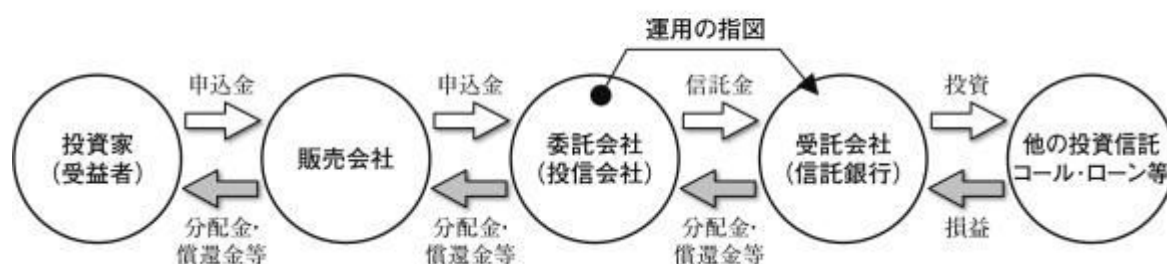 運用の指図
申込金
申込金
信託金
投資
投資家
(受益者)
販売会社
委託会社
(投信会社)
受託会社
(信託銀行)
他の投資信託
コール・ローン等
分配金・
償還金等
分配金・
償還金等
分配金・
償還金等
損益